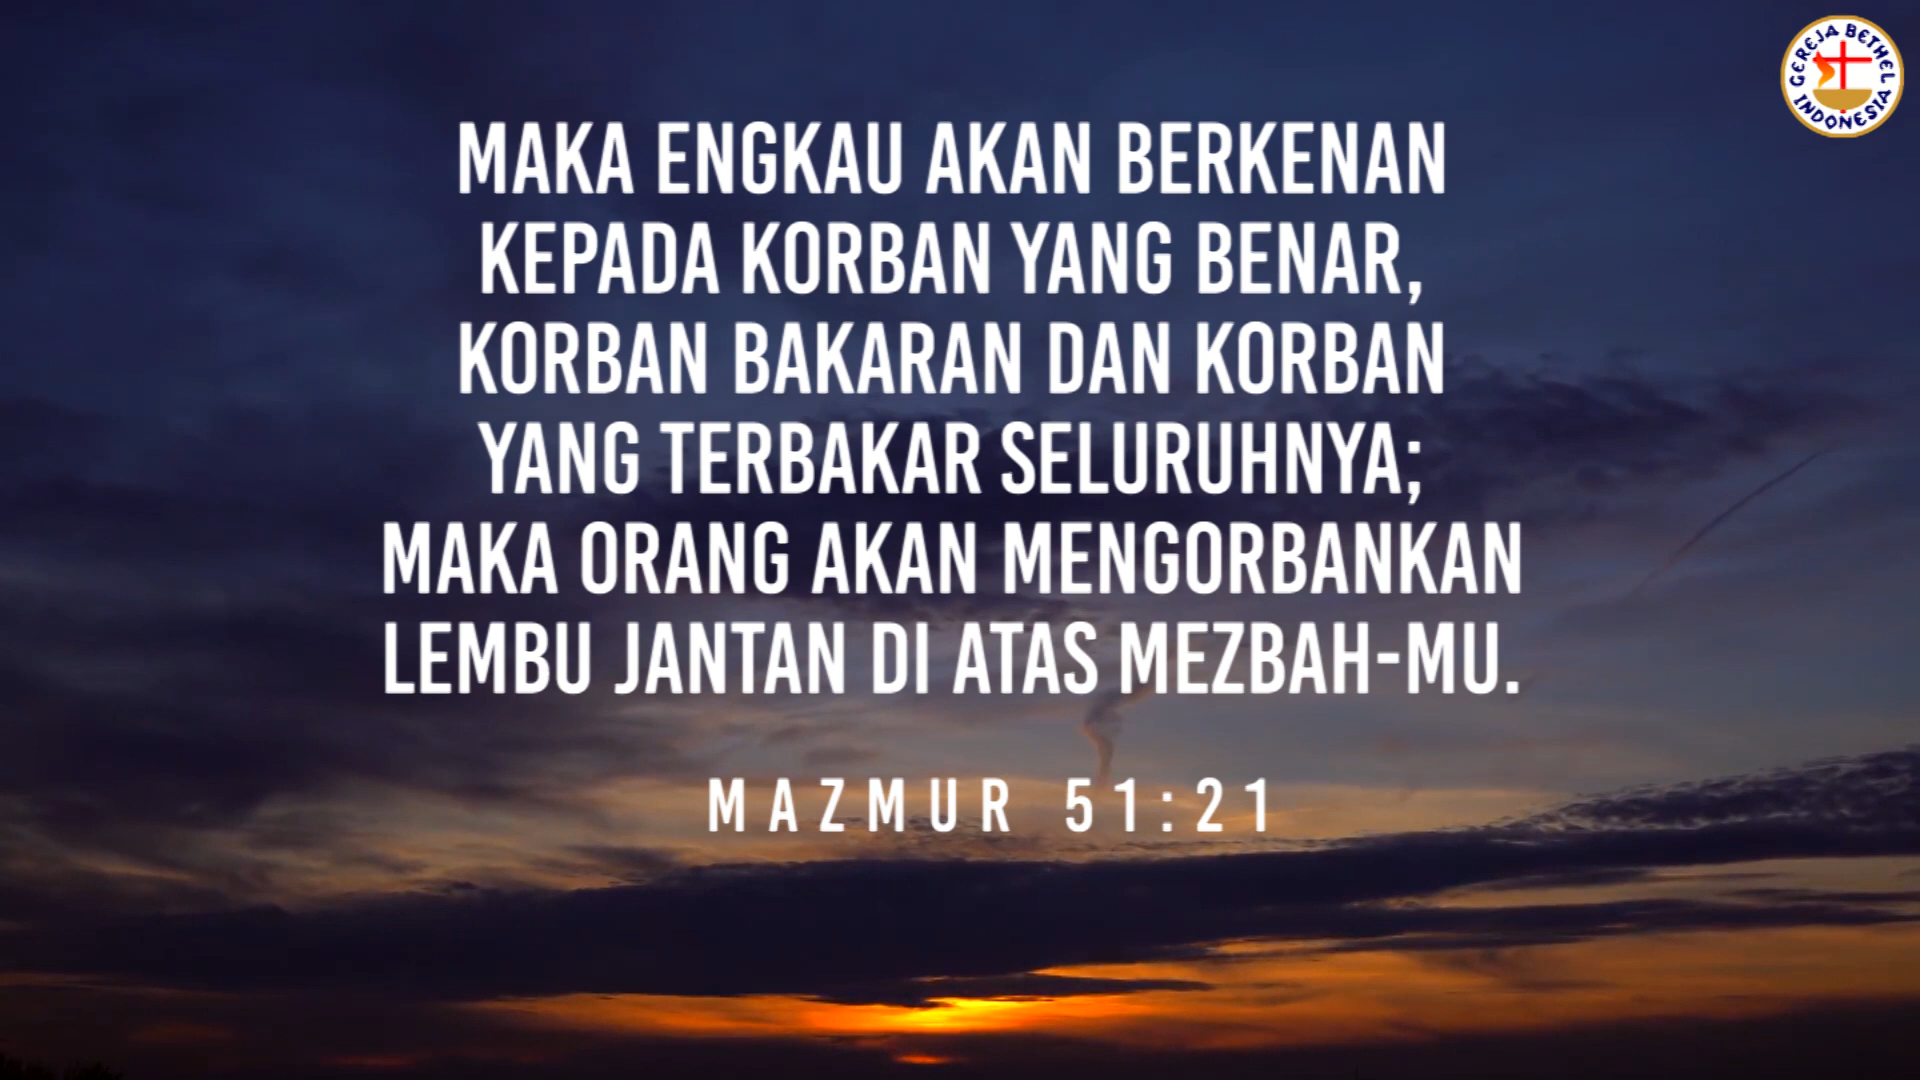 GEREJA BETHEL
INDONESIA
MAKA ENGKAU AKAN BERKENAN
KEPADA KORBAN YANG BENAR,
KORBAN BAKARAN DAN KORBAN
YANG TERBAKAR SELURUHNYA;
MAKA ORANG AKAN MENGORBANKAN
LEMBU JANTAN DI ATAS MEZBAH-MU.
MAZMUR 51:21